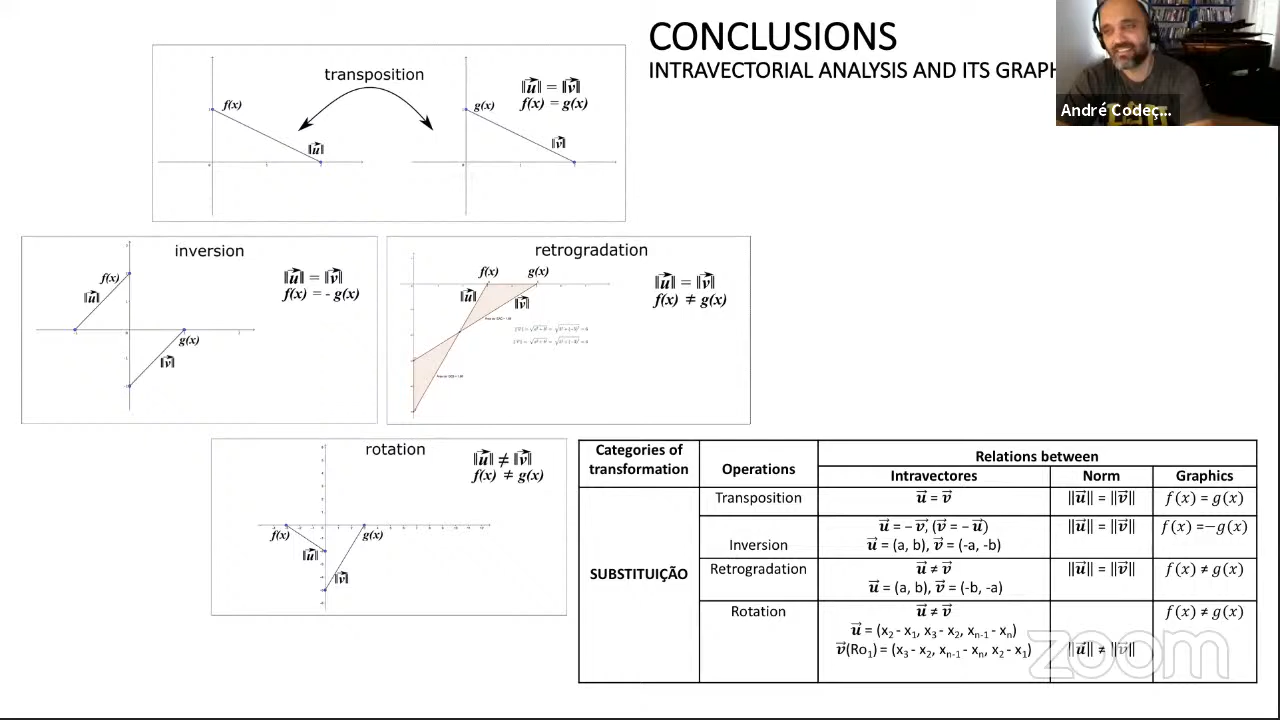 CONCLUSIONS
INTRAVECTORIAL ANALYSIS AND ITS GRAPH
André Codeç...
transposition
f(x)
‖u⃗‖
g(x)
‖v⃗‖
‖u⃗‖ = ‖v⃗‖
f(x) = g(x)
inversion
f(x)
‖u⃗‖
g(x)
‖v⃗‖
‖u⃗‖ = ‖v⃗‖
f(x) = - g(x)
retrogradation
f(x)
g(x)
‖u⃗‖
‖v⃗‖
‖u⃗‖ = ‖v⃗‖
f(x) ≠ g(x)
rotation
‖u⃗‖ ≠ ‖v⃗‖
f(x) ≠ g(x)
f(x)
g(x)
‖u⃗‖
‖v⃗‖
Categories of transformation Operations Relations between
Intravectores Norm Graphics
SUBSTITUIÇÃO
Transposition u⃗ = v⃗ ‖u⃗‖ = ‖v⃗‖ f(x) = g(x)
u⃗ = − v⃗, (v⃗ = − u⃗) ‖u⃗‖ = ‖v⃗‖ f(x) =−g(x)
Inversion u⃗ = (a, b), v⃗ = (-a, -b)
Retrogradation u⃗ ≠ v⃗ ‖u⃗‖ = ‖v⃗‖ f(x) ≠ g(x)
u⃗ = (a, b), v⃗ = (-b, -a)
Rotation u⃗ ≠ v⃗ f(x) ≠ g(x)
u⃗ = (x₂ - x₁, x₃ - x₂, xₙ₋₁ - xₙ)
v⃗(Ro₁) = (x₃ - x₂, xₙ₋₁ - xₙ, x₂ - x₁) ‖u⃗‖ ≠ ‖v⃗‖
zoom